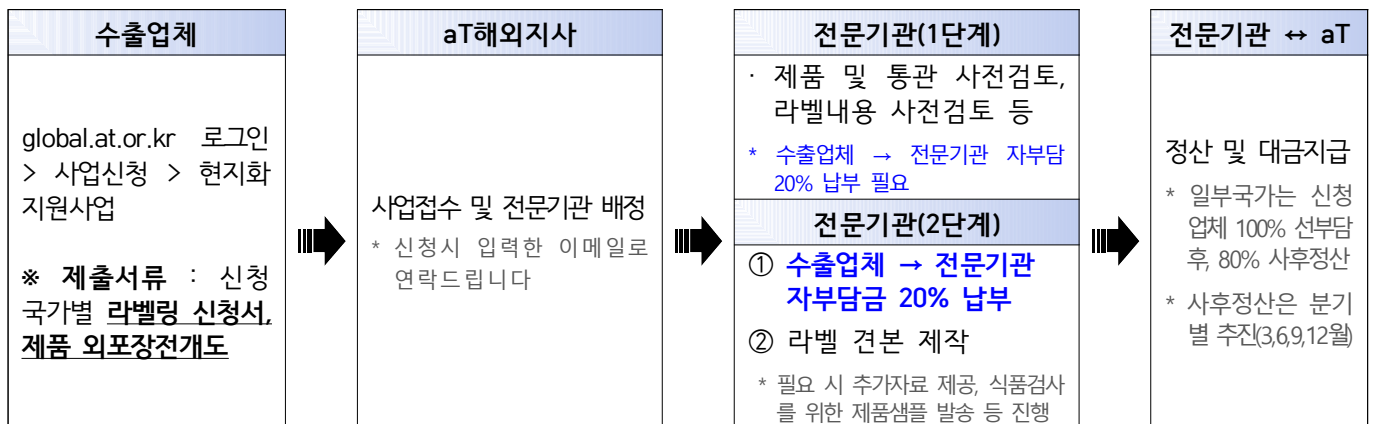 수출업체
global.at.or.kr 로그인
> 사업신청 > 현지화
지원사업
※ 제출서류 : 신청
국가별 라벨링 신청서,
제품 외포장전개도
aT해외지사
사업접수 및 전문기관 배정
* 신청시 입력한 이메일로
연락드립니다
전문기관(1단계)
· 제품 및 통관 사전검토,
라벨내용 사전검토 등
* 수출업체 → 전문기관 자부담
20% 납부 필요
전문기관(2단계)
① 수출업체 → 전문기관
자부담금 20% 납부
② 라벨 견본 제작
* 필요 시 추가자료 제공, 식품검사
를 위한 제품샘플 발송 등 진행
전문기관 ↔ aT
정산 및 대금지급
* 일부국가는 신청
업체 100% 선부담
후, 80% 사후정산
* 사후정산은 분기
별 추진(3,6,9,12월)